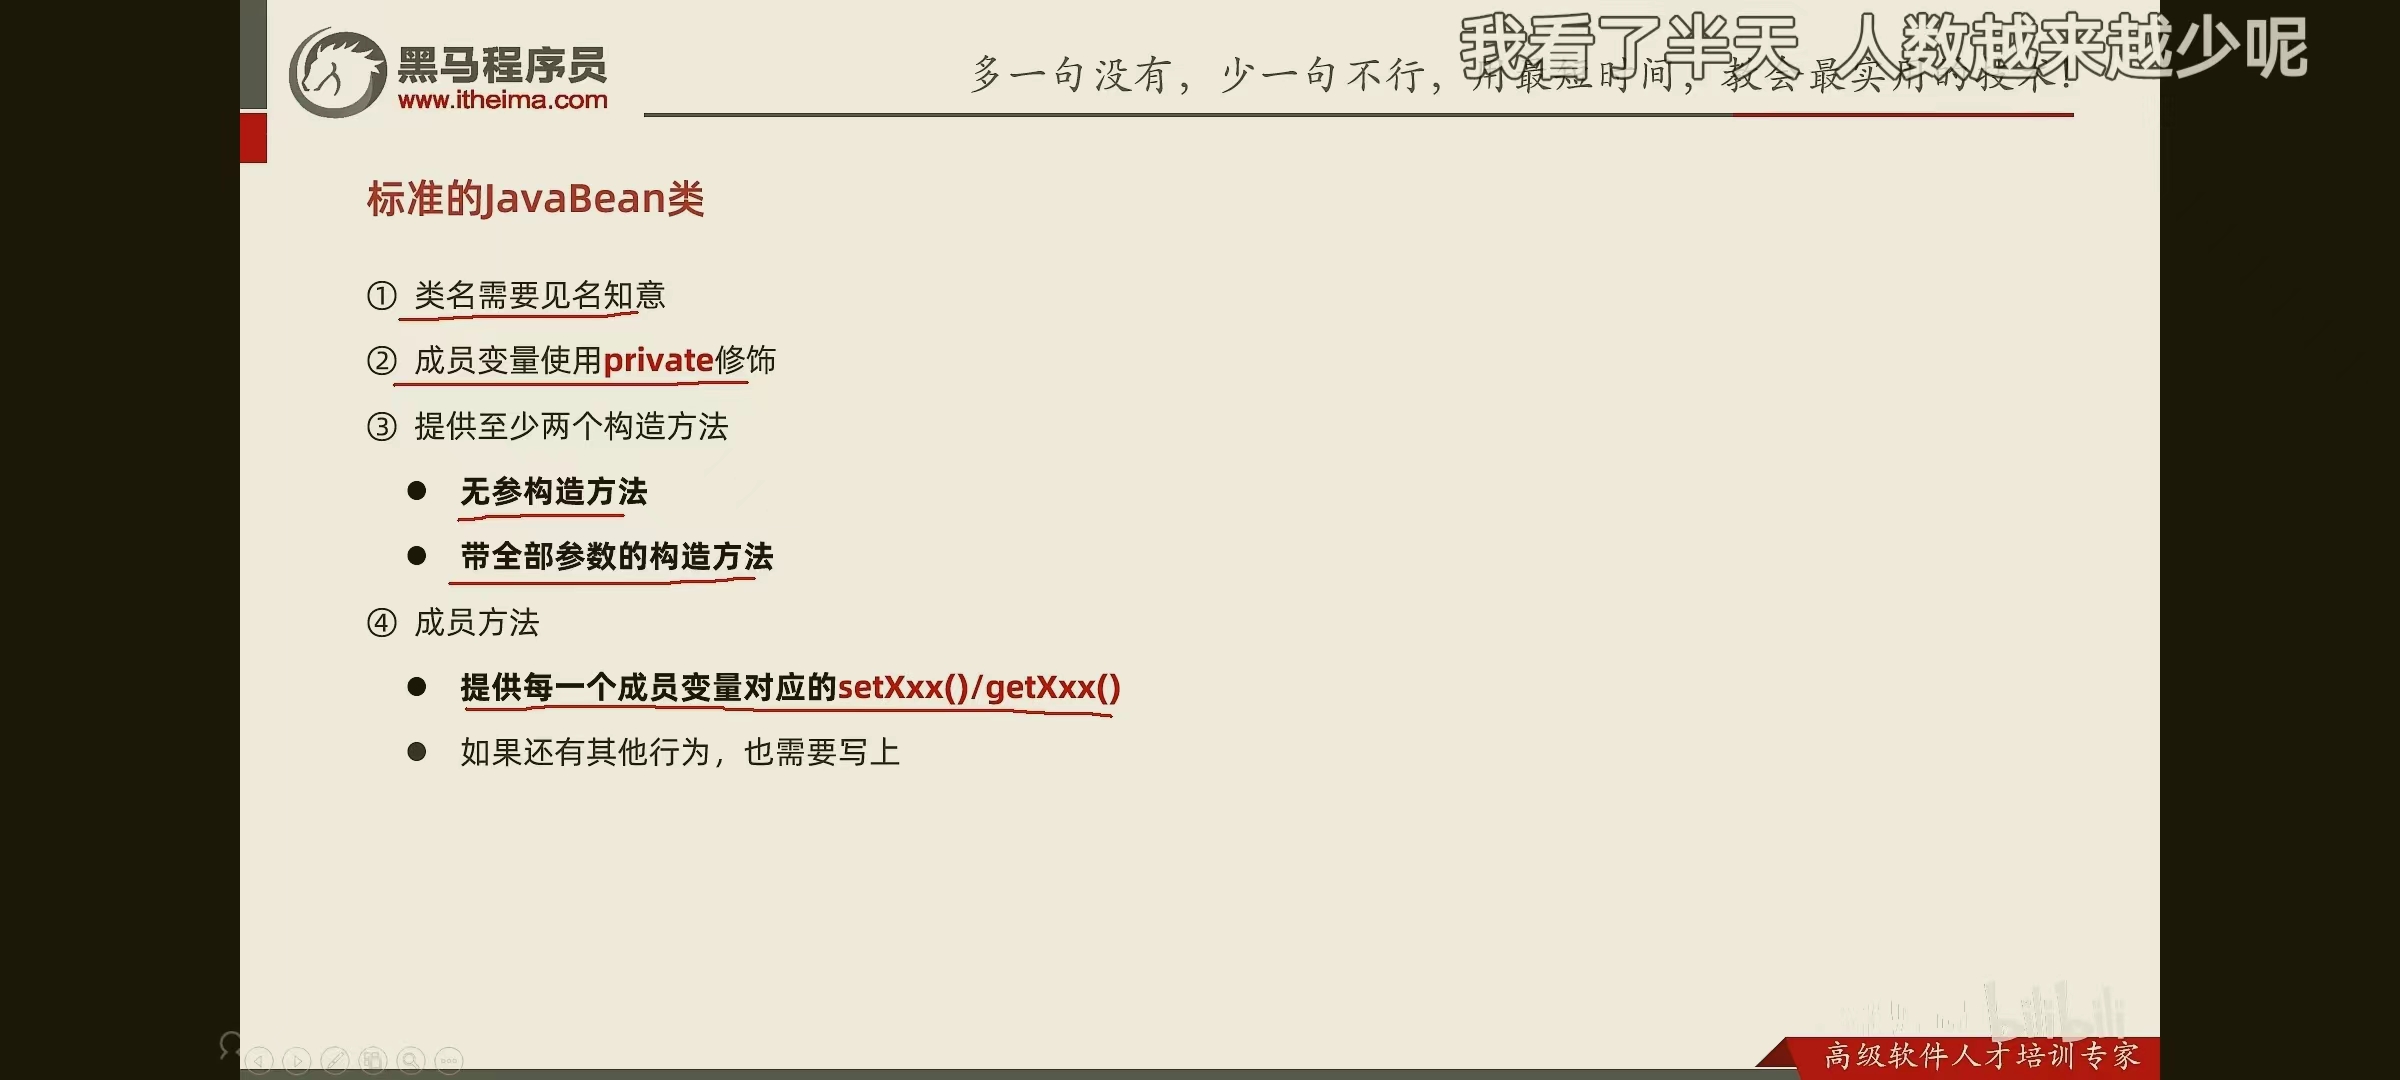 我看了半天 人数越来越少呢
黑马程序员
www.itheima.com
多一句没有，少一句不行，用最短时间，教会最实用的技术！
标准的JavaBean类
① 类名需要见名知意
② 成员变量使用private修饰
③ 提供至少两个构造方法
● 无参构造方法
● 带全部参数的构造方法
④ 成员方法
● 提供每一个成员变量对应的setXxx()/getXxx()
● 如果还有其他行为，也需要写上
bilibili
高级软件人才培训专家